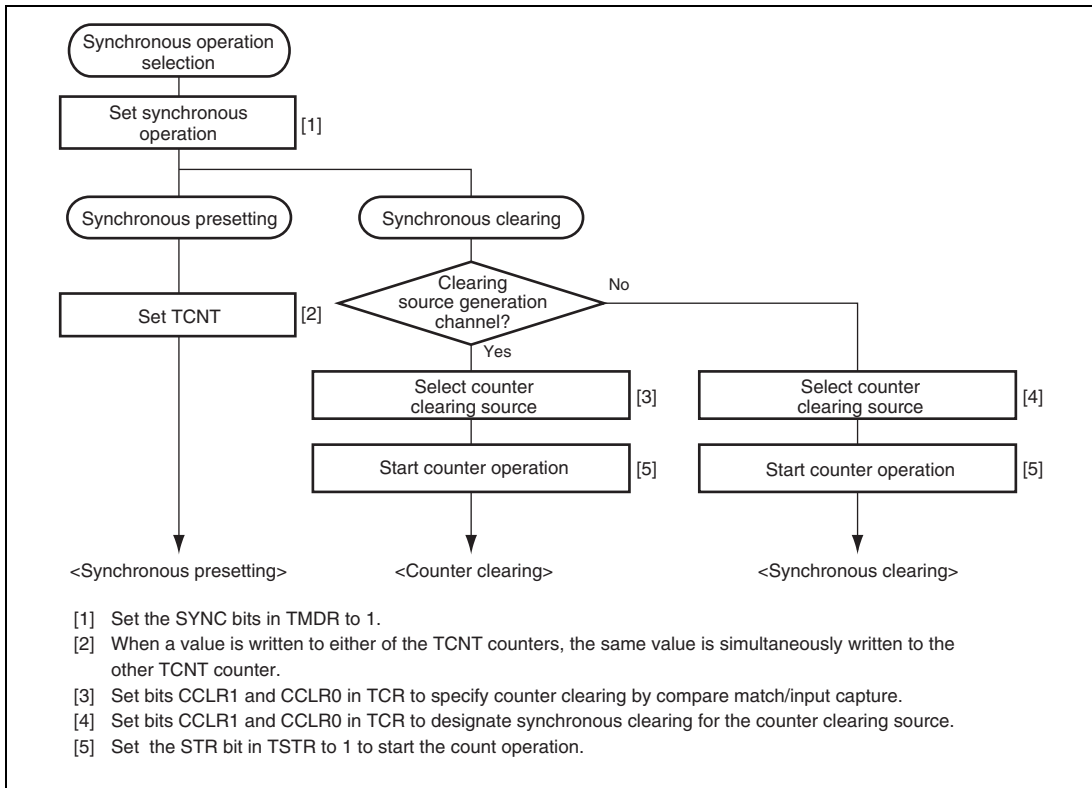 Synchronous operation
selection
Set synchronous
operation
[1]
Synchronous presetting
Synchronous clearing
Clearing
source generation
channel?
No
Set TCNT
[2]
Yes
Select counter
clearing source
[3]
Select counter
clearing source
[4]
Start counter operation
[5]
Start counter operation
[5]
<Synchronous presetting>
<Counter clearing>
<Synchronous clearing>
[1] Set the SYNC bits in TMDR to 1.
[2] When a value is written to either of the TCNT counters, the same value is simultaneously written to the
other TCNT counter.
[3] Set bits CCLR1 and CCLR0 in TCR to specify counter clearing by compare match/input capture.
[4] Set bits CCLR1 and CCLR0 in TCR to designate synchronous clearing for the counter clearing source.
[5] Set the STR bit in TSTR to 1 to start the count operation.